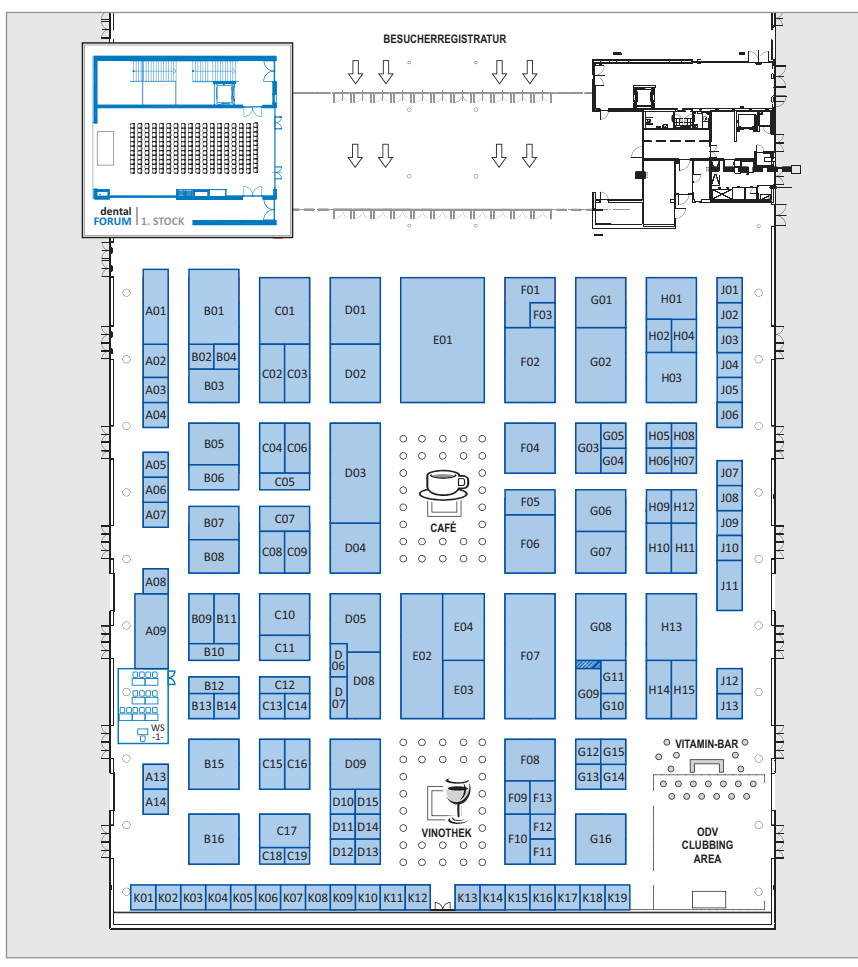 BESUCHERREGISTRATUR
dental
FORUM 1. STOCK
A01 B01 C01 D01 E01 F01 F03 G01 H01 J01
J02
J03
A02 B02 B04 C02 C03 D02 F02 G02 H02 H04 J04
A03 B03 H03 J05
A04 J06
B05 C04 C06 D03 F04 G03 G05 H05 H08
A05 G04 H06 H07 J07
A06 B06 C05 J08
CAFÉ
A07 B07 C07 F05 G06 H09 H12 J09
B08 C08 C09 D04 F06 G07 H10 H11 J10
A08 J11
A09 B09 B11 C10 D05 E02 E04 F07 G08 H13
B10 C11 D
06
B12 C12 D
07
D08 E03 G09 G11 H14 H15 J12
B13 B14 C13 C14 G10 J13
WS
-1-
VITAMIN-BAR
B15 C15 C16 D09 F08 G12 G15
A13 G13 G14
A14 D10 D15 F09 F13
VINOTHEK
B16 C17 D11 D14 F10 F12 G16
C18 C19 D12 D13 F11
ODV
CLUBBING
AREA
K01 K02 K03 K04 K05 K06 K07 K08 K09 K10 K11 K12 K13 K14 K15 K16 K17 K18 K19